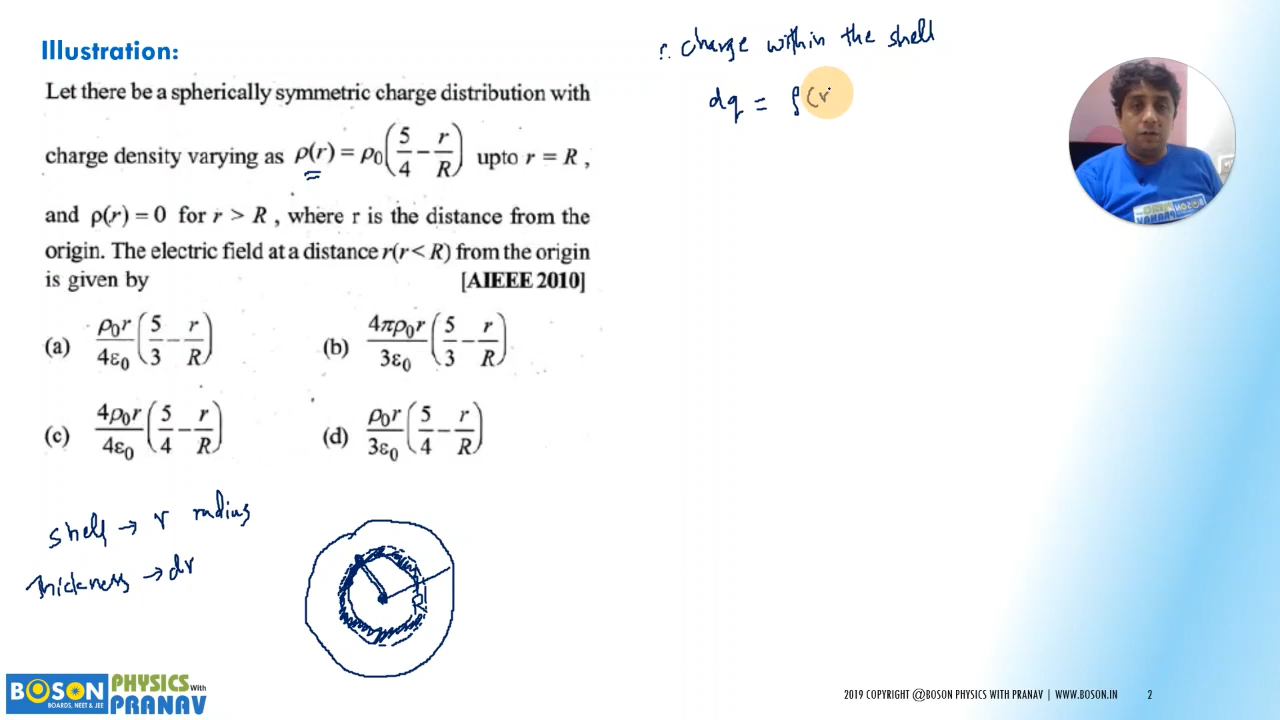 Illustration:
Let there be a spherically symmetric charge distribution with
charge density varying as ρ(r) = ρ0(5/4 − r/R) upto r = R ,
and ρ(r) = 0 for r > R , where r is the distance from the
origin. The electric field at a distance r(r < R) from the origin
is given by [AIEEE 2010]
(a) ρ0r/4ε0 (5/3 − r/R) (b) 4πρ0r/3ε0 (5/3 − r/R)
(c) 4ρ0r/4ε0 (5/4 − r/R) (d) ρ0r/3ε0 (5/4 − r/R)
shell → r radius
Thickness → dr
R
∴ charge within the shell
dq = ρ(r
BOSON PHYSICS With PRANAV
BOARDS, NEET & JEE
2019 COPYRIGHT @BOSON PHYSICS WITH PRANAV | WWW.BOSON.IN 2